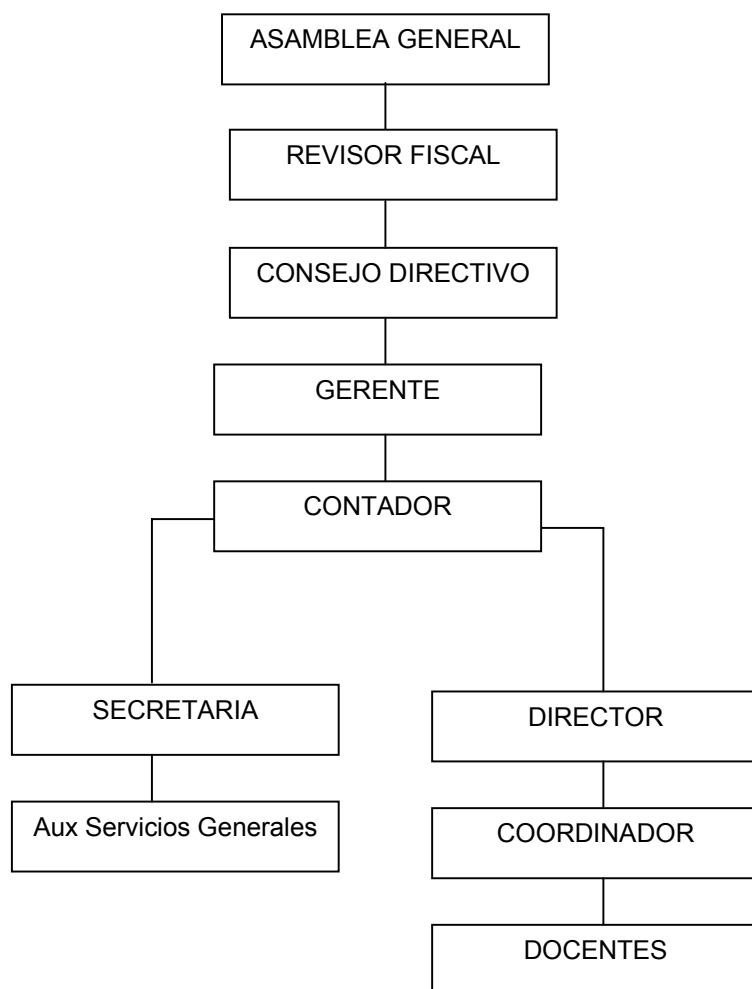 ASAMBLEA GENERAL
REVISOR FISCAL
CONSEJO DIRECTIVO
GERENTE
CONTADOR
SECRETARIA
DIRECTOR
Aux Servicios Generales
COORDINADOR
DOCENTES